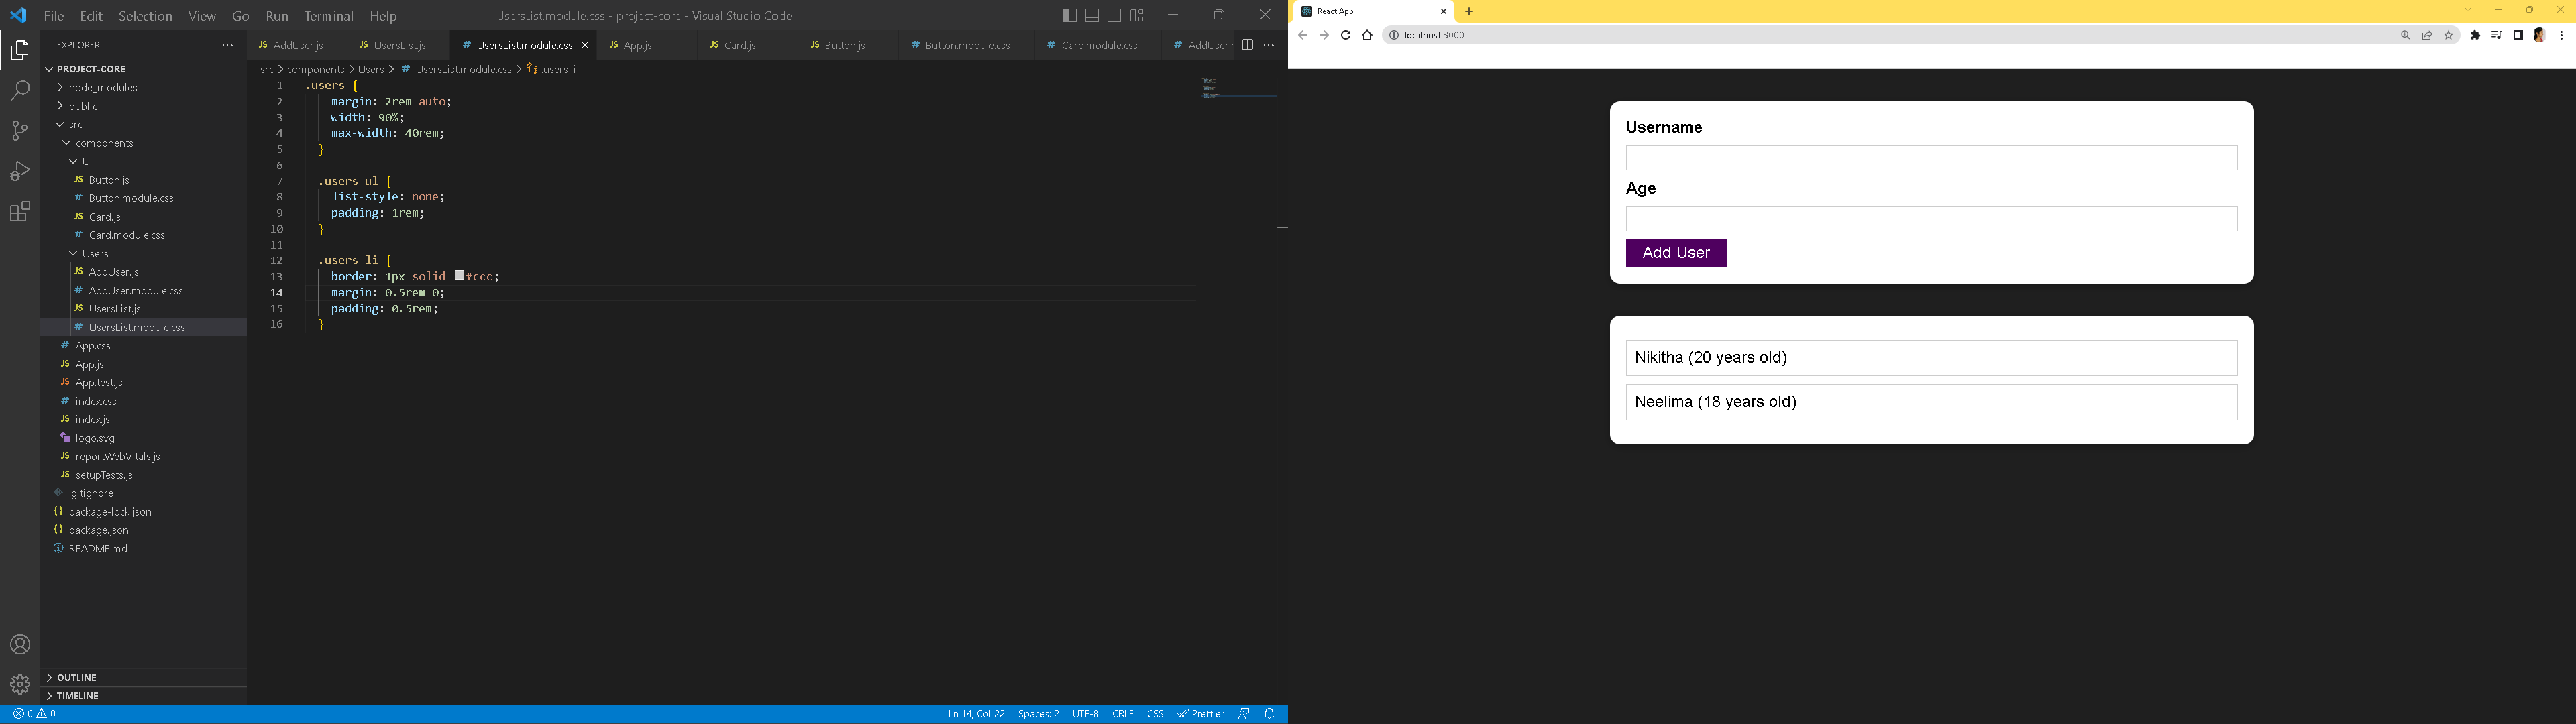 File Edit Selection View Go Run Terminal Help
UsersList.module.css - project-core - Visual Studio Code
EXPLORER
PROJECT-CORE
node_modules
public
src
components
UI
Button.js
Button.module.css
Card.js
Card.module.css
Users
AddUser.js
AddUser.module.css
UsersList.js
UsersList.module.css
App.css
App.js
App.test.js
index.css
index.js
logo.svg
reportWebVitals.js
setupTests.js
.gitignore
package-lock.json
package.json
README.md
OUTLINE
TIMELINE
AddUser.js UsersList.js UsersList.module.css App.js Card.js Button.js Button.module.css Card.module.css AddUser.r
src > components > Users > # UsersList.module.css > .users li
1 .users {
2 margin: 2rem auto;
3 width: 90%;
4 max-width: 40rem;
5 }
6
7 .users ul {
8 list-style: none;
9 padding: 1rem;
10 }
11
12 .users li {
13 border: 1px solid #ccc;
14 margin: 0.5rem 0;
15 padding: 0.5rem;
16 }
0 0
Ln 14, Col 22 Spaces: 2 UTF-8 CRLF CSS Prettier
React App
localhost:3000
Username
Age
Add User
Nikitha (20 years old)
Neelima (18 years old)